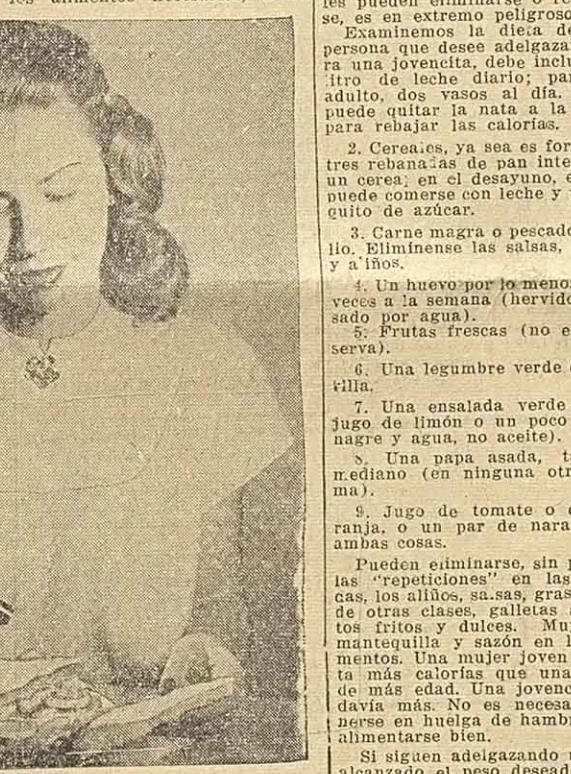 les pueden eliminarse o
se, es en extremo peligroso
Examinemos la dieta de
persona que desee adelgaza
ra una jovencita, debe inclu
itro de leche diario; pa
adulto, dos vasos al día.
puede quitar la nata a la
para rebajar las calorías.
2. Cereales, ya sea es for
tres rebanadas de pan inte
un cerea; en el desayuno, e
puede comerse con leche y
quito de azúcar.
3. Carne magra o pescado
llo. Elimínense las salsas,
y a'iños.
4. Un huevo por lo menos
veces a la semana (hervido
sado por agua).
5. Frutas frescas (no e
serva).
6. Una legumbre verde
rilla.
7. Una ensalada verde
jugo de limón o un poco
nagre y agua, no aceite).
8. Una papa asada, ta
mediano (en ninguna otr
ma).
9. Jugo de tomate o
ranja, o un par de nara
ambas cosas.
Pueden eliminarse, sin p
las "repeticiones" en las
cas, los aliños, salsas, gras
de otras clases, galletas
tos fritos y dulces. Mu
mantequilla y sazón en l
mentos. Una mujer joven
ta más calorías que una
de más edad. Una jovenc
davía más. No es necesa
nerse en huelga de hamb
alimentarse bien.
Si siguen adelgazando
alcanzado el peso desead